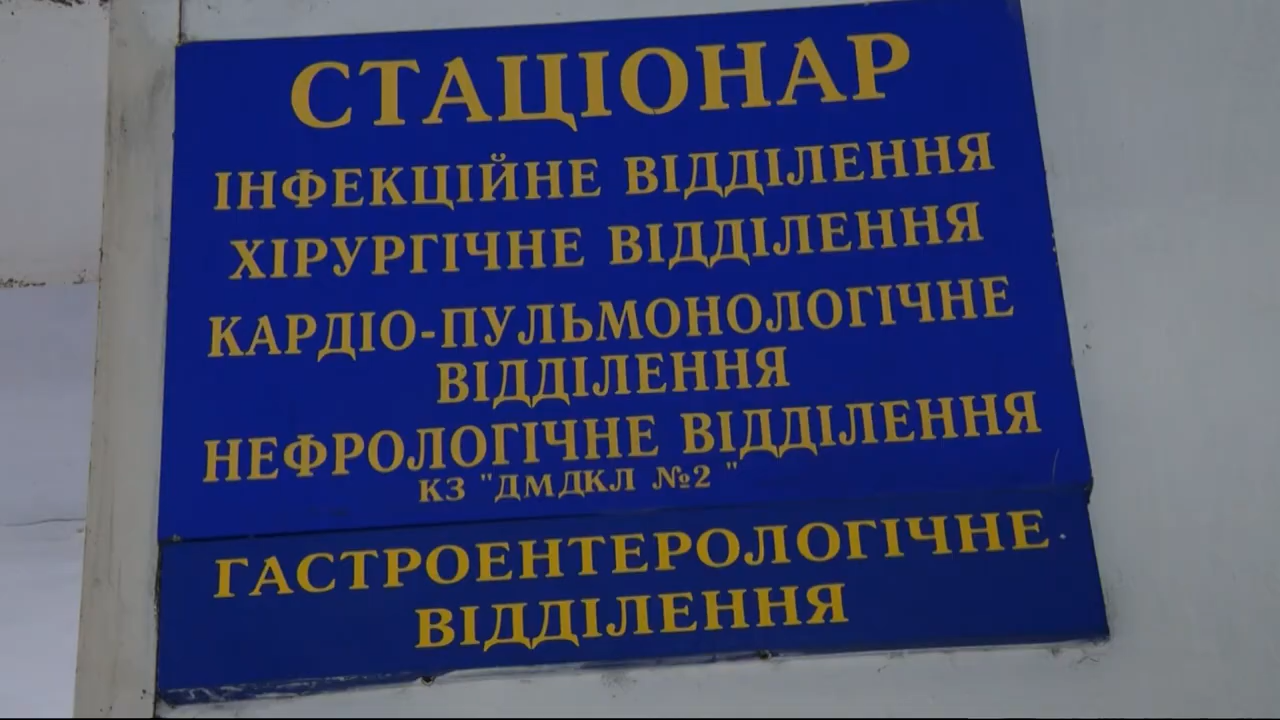 СТАЦІОНАР
ІНФЕКЦІЙНЕ ВІДДІЛЕННЯ
ХІРУРГІЧНЕ ВІДДІЛЕННЯ
КАРДІО-ПУЛЬМОНОЛОГІЧНЕ
ВІДДІЛЕННЯ
НЕФРОЛОГІЧНЕ ВІДДІЛЕННЯ
КЗ "ДМДКЛ №2 "
ГАСТРОЕНТЕРОЛОГІЧНЕ
ВІДДІЛЕННЯ